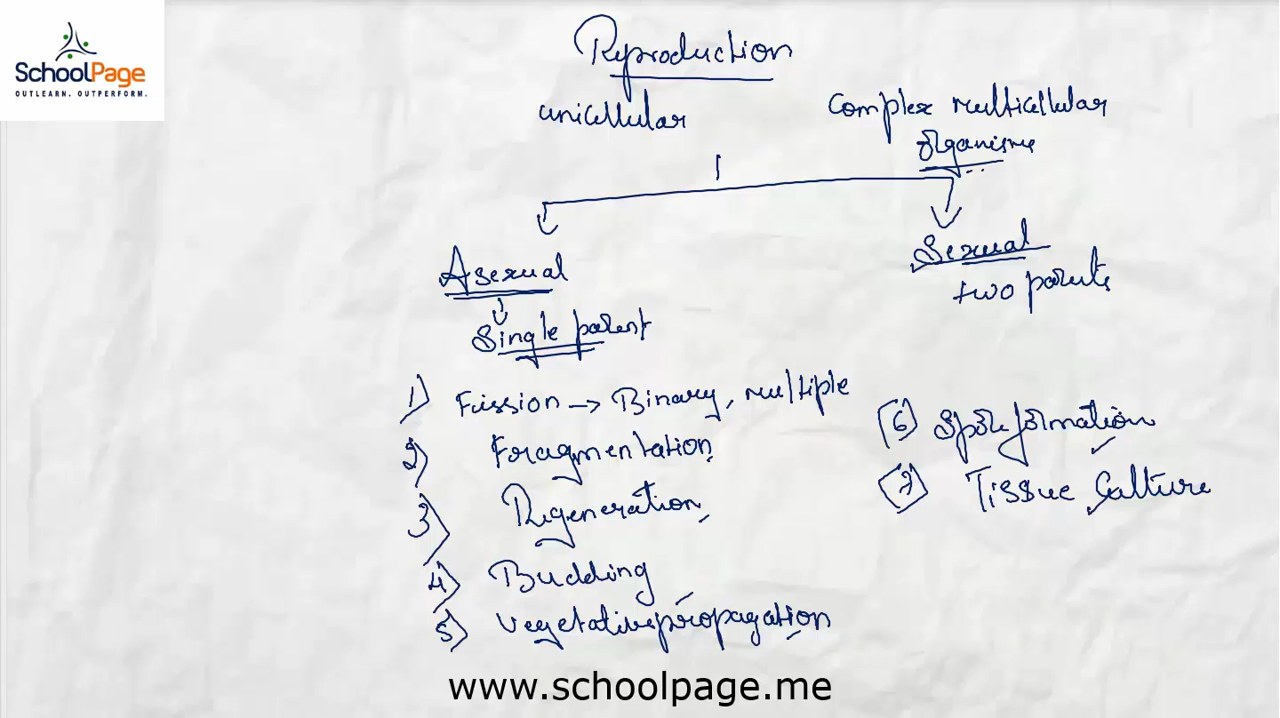 SchoolPage
OUTLEARN. OUTPERFORM.
Reproduction
unicellular
Complex multicellular
organisms
Asexual
Single parent
Sexual
two parents
1) Fission → Binary, multiple
2) Fragmentation
3) Regeneration
4) Budding
5) vegetative propagation
6) Spore formation
7) Tissue Culture
www.schoolpage.me